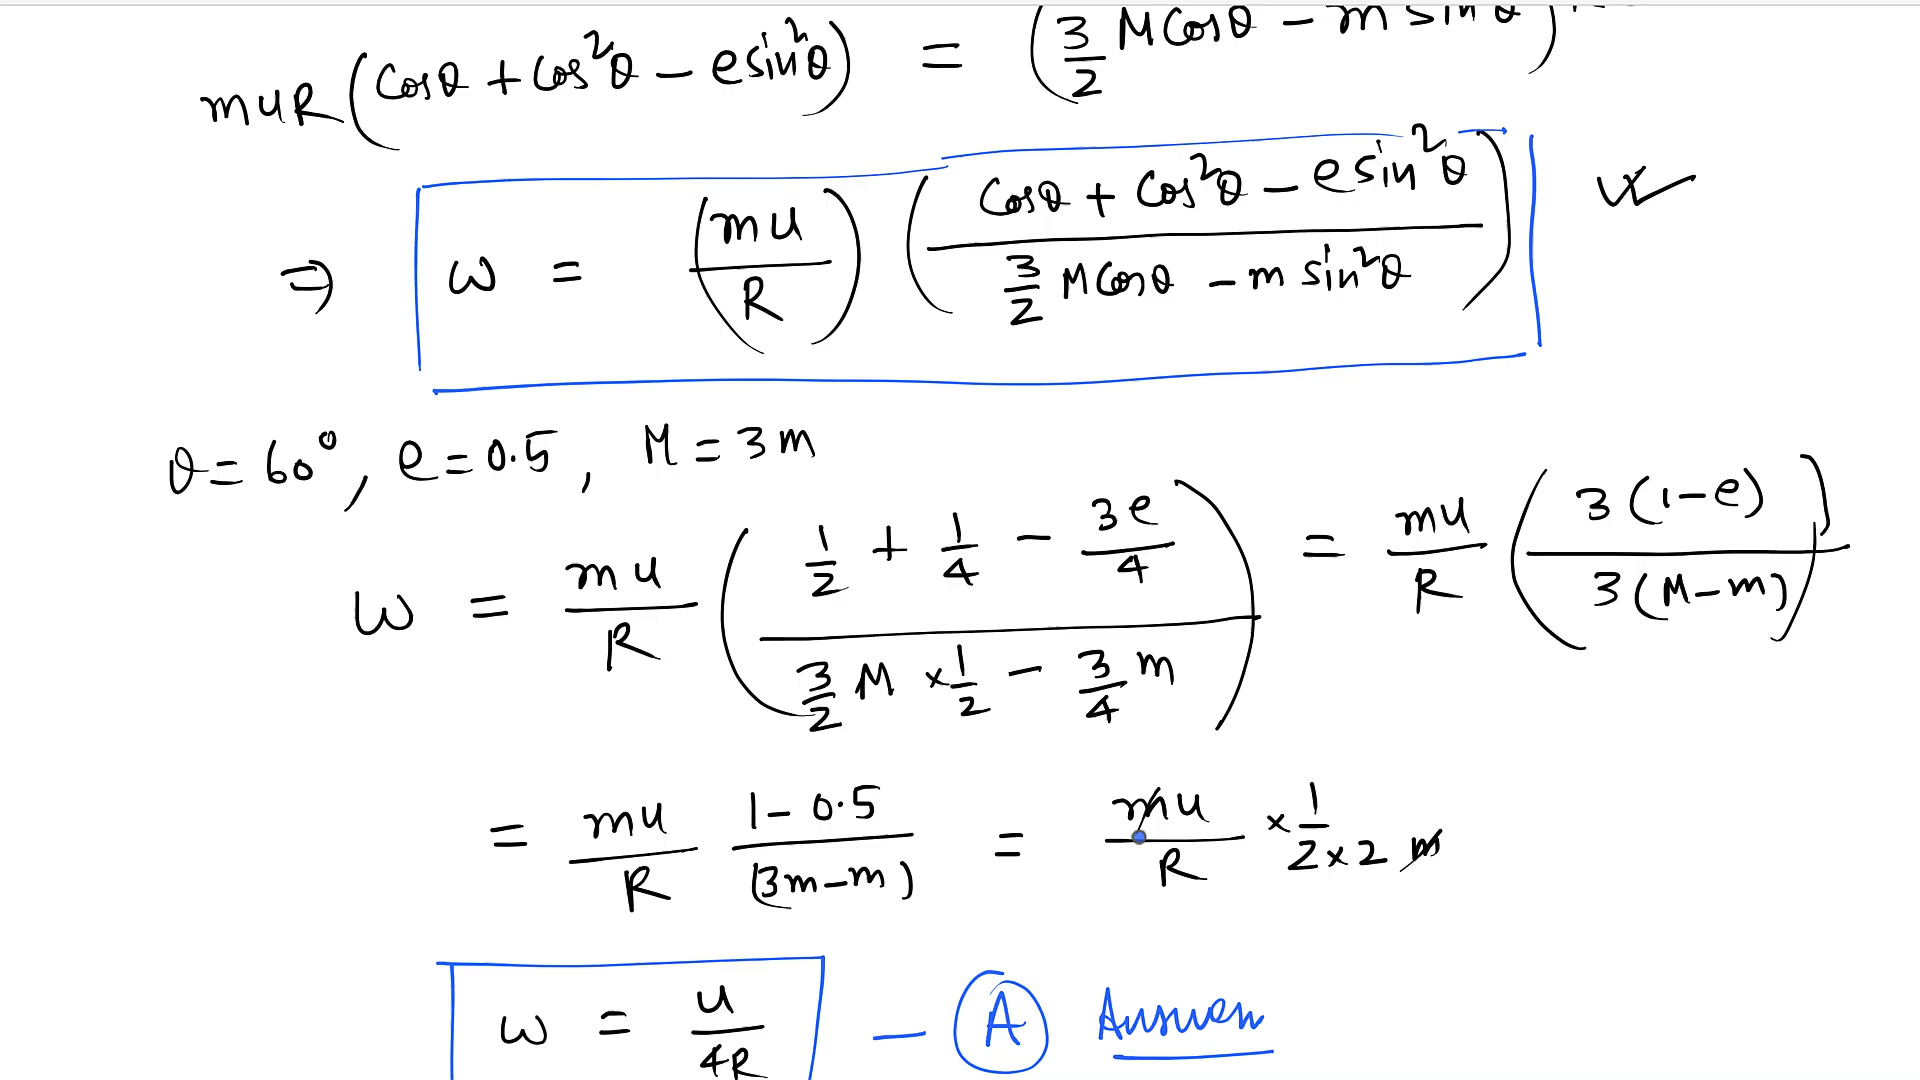 muR (cosθ + cos²θ − e sin²θ) = (3/2 M cosθ − m sin θ)
⇒ ω = (mu/R) ((cosθ + cos²θ − e sin²θ)/(3/2 M cosθ − m sin²θ))
θ = 60°, e = 0.5, M = 3m
ω = mu/R ((1/2 + 1/4 − 3e/4)/(3/2 M × 1/2 − 3/4 m)) = mu/R (3(1−e)/3(M−m))
= mu/R (1 − 0.5)/(3m−m) = mu/R × 1/(2×2 m)
ω = u/4R — A Answer